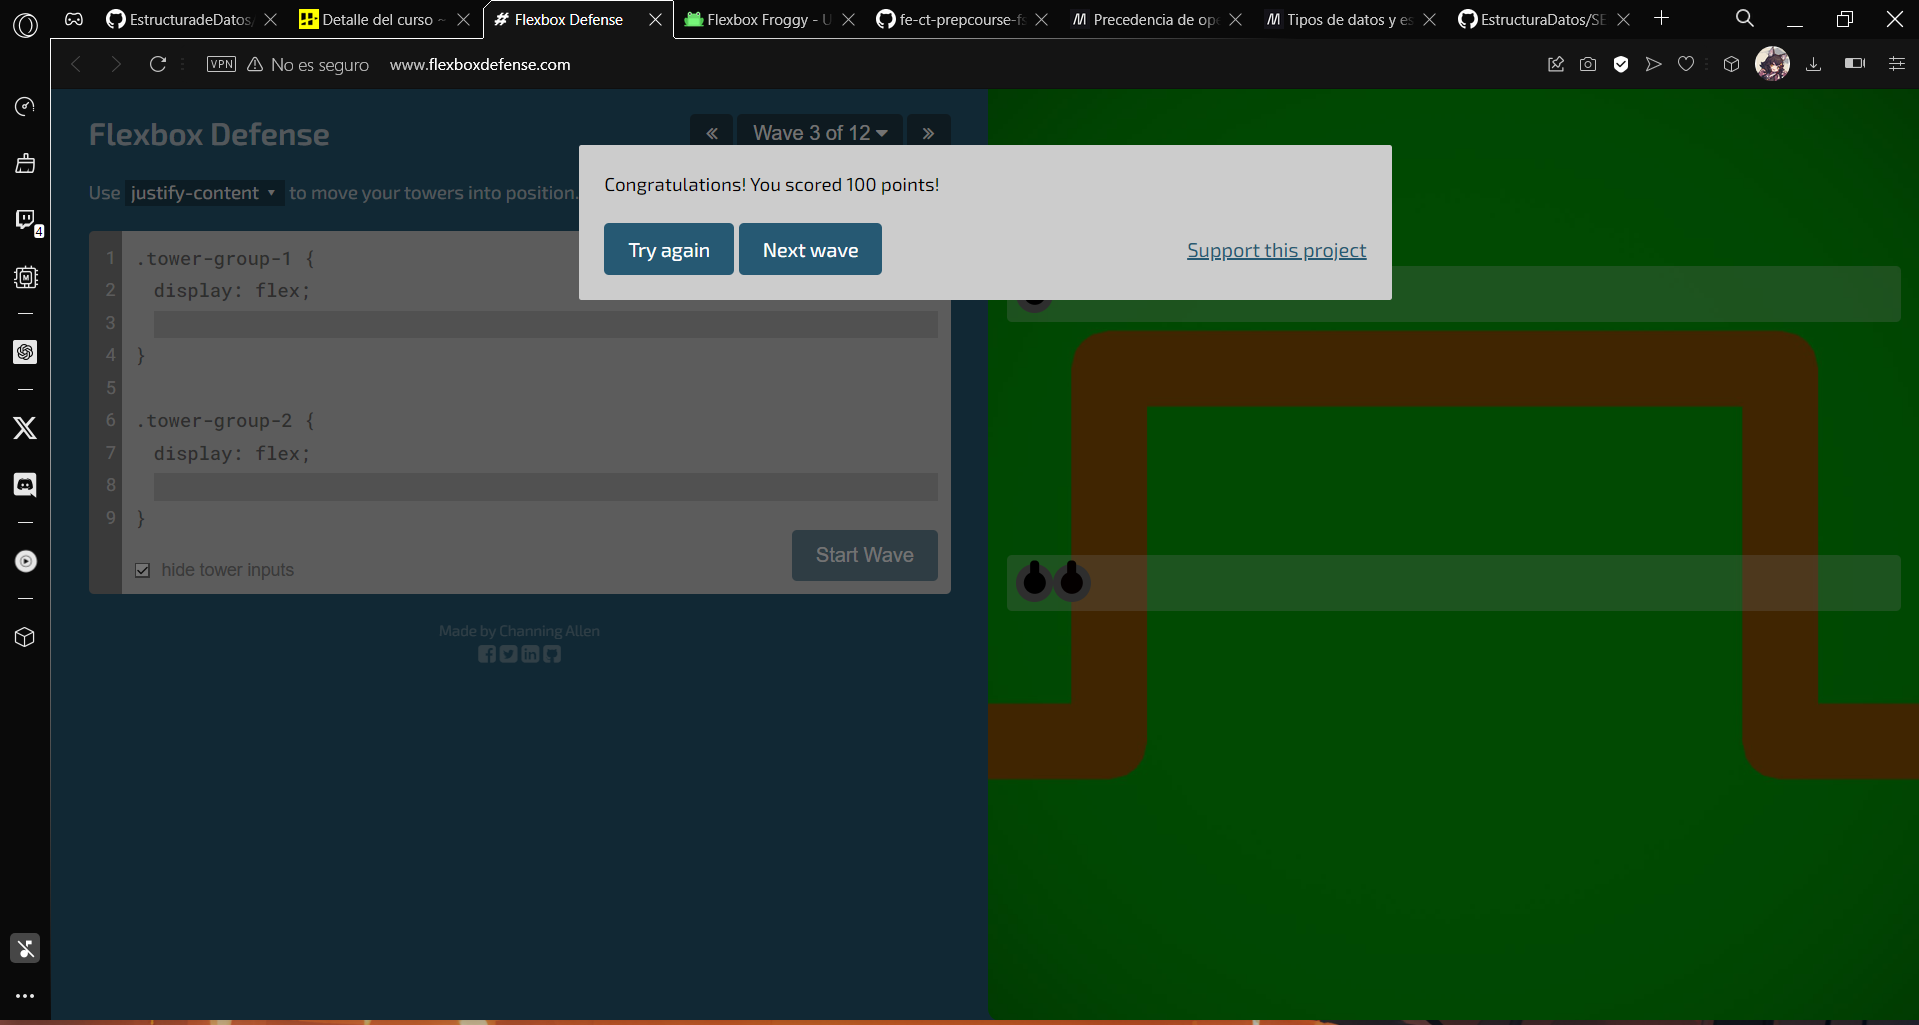 EstructuradeDatos/
Detalle del curso ~
Flexbox Defense
Flexbox Froggy - U
fe-ct-prepcourse-fs
Precedencia de ope
Tipos de datos y es
EstructuraDatos/SE
VPN
No es seguro
www.flexboxdefense.com
4
M
Flexbox Defense
«
Wave 3 of 12
»
Use justify-content to move your towers into position.
Congratulations! You scored 100 points!
Try again
Next wave
Support this project
1 .tower-group-1 {
2 display: flex;
3
4 }
5
6 .tower-group-2 {
7 display: flex;
8
9 }
hide tower inputs
Start Wave
Made by Channing Allen